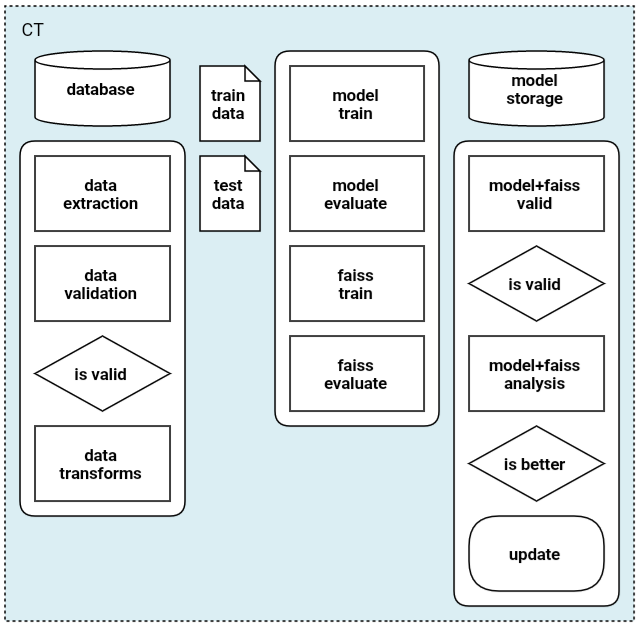 CT
database
data
extraction
data
validation
is valid
data
transforms
train
data
test
data
model
train
model
evaluate
faiss
train
faiss
evaluate
model
storage
model+faiss
valid
is valid
model+faiss
analysis
is better
update